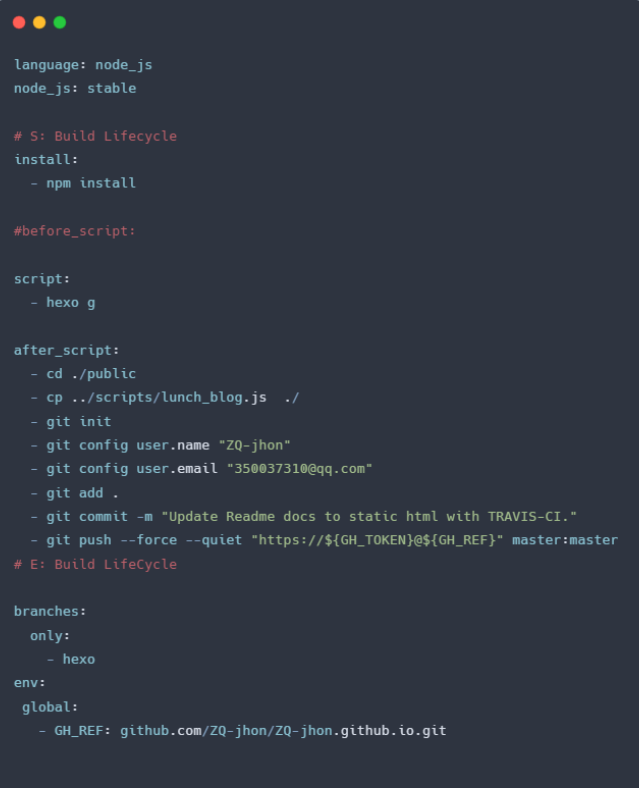 language: node_js
node_js: stable

# S: Build Lifecycle
install:
  - npm install

#before_script:

script:
  - hexo g

after_script:
  - cd ./public
  - cp ../scripts/lunch_blog.js  ./
  - git init
  - git config user.name "ZQ-jhon"
  - git config user.email "350037310@qq.com"
  - git add .
  - git commit -m "Update Readme docs to static html with TRAVIS-CI."
  - git push --force --quiet "https://${GH_TOKEN}@${GH_REF}" master:master
# E: Build LifeCycle

branches:
  only:
    - hexo
env:
 global:
   - GH_REF: github.com/ZQ-jhon/ZQ-jhon.github.io.git